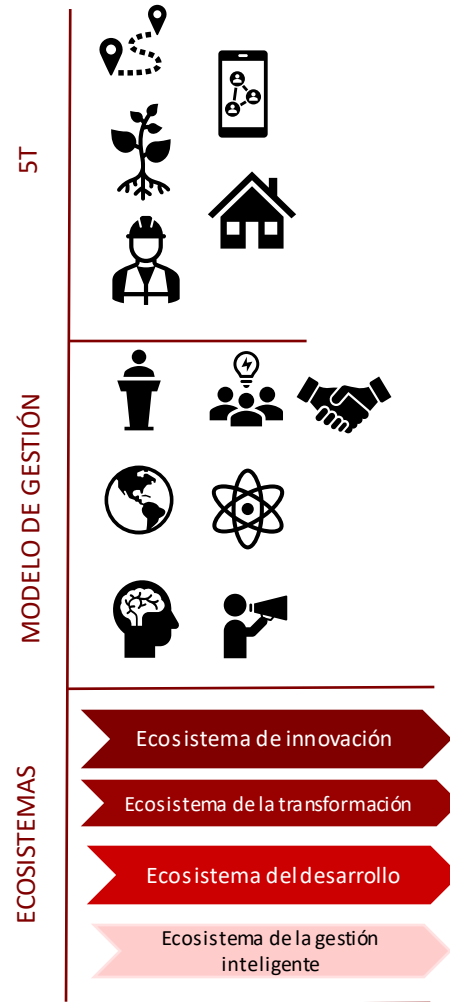 5T
MODELO DE GESTIÓN
ECOSISTEMAS
Ecosistema de innovación
Ecosistema de la transformación
Ecosistema del desarrollo
Ecosistema de la gestión
inteligente